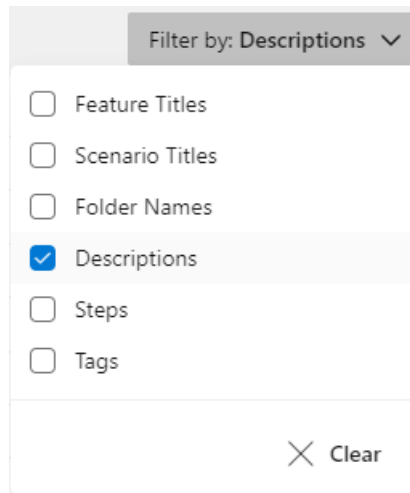 Filter by: Descriptions
Feature Titles
Scenario Titles
Folder Names
Descriptions
Steps
Tags
Clear